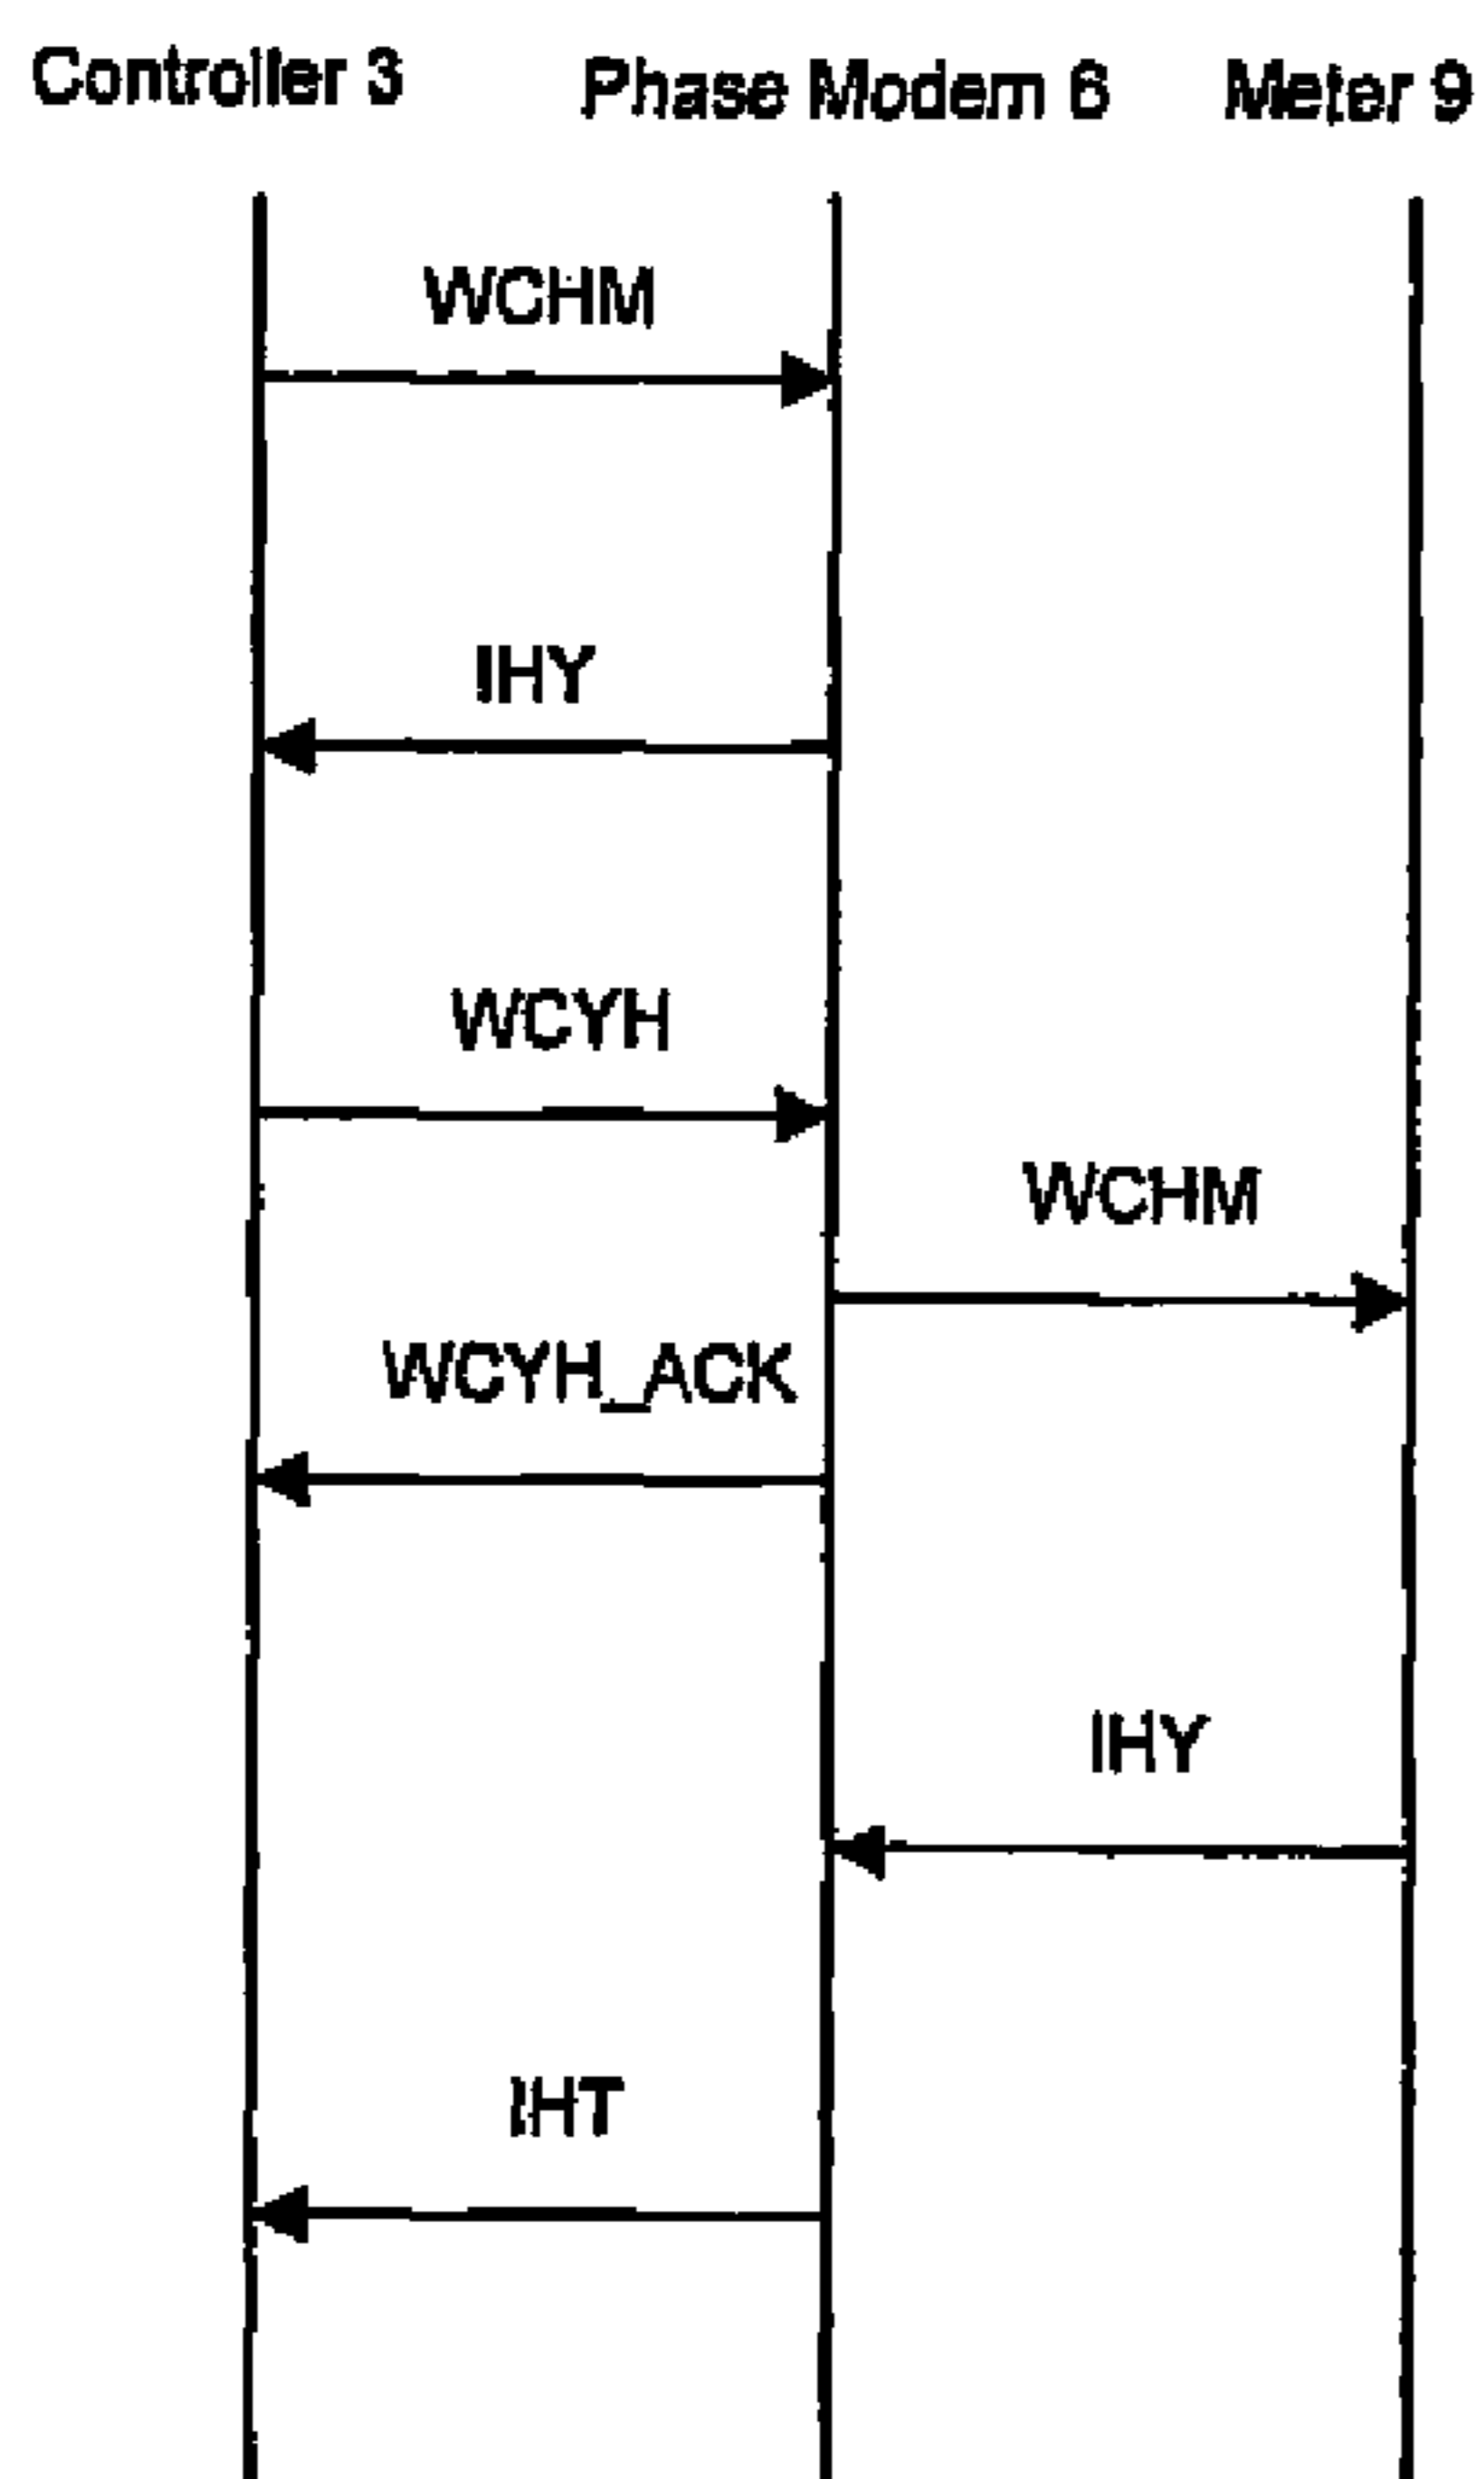 Controller 3 Phase Modem 6 Meter 9
WCHM
IHY
WCYH
WCHM
WCYH_ACK
IHY
IHT